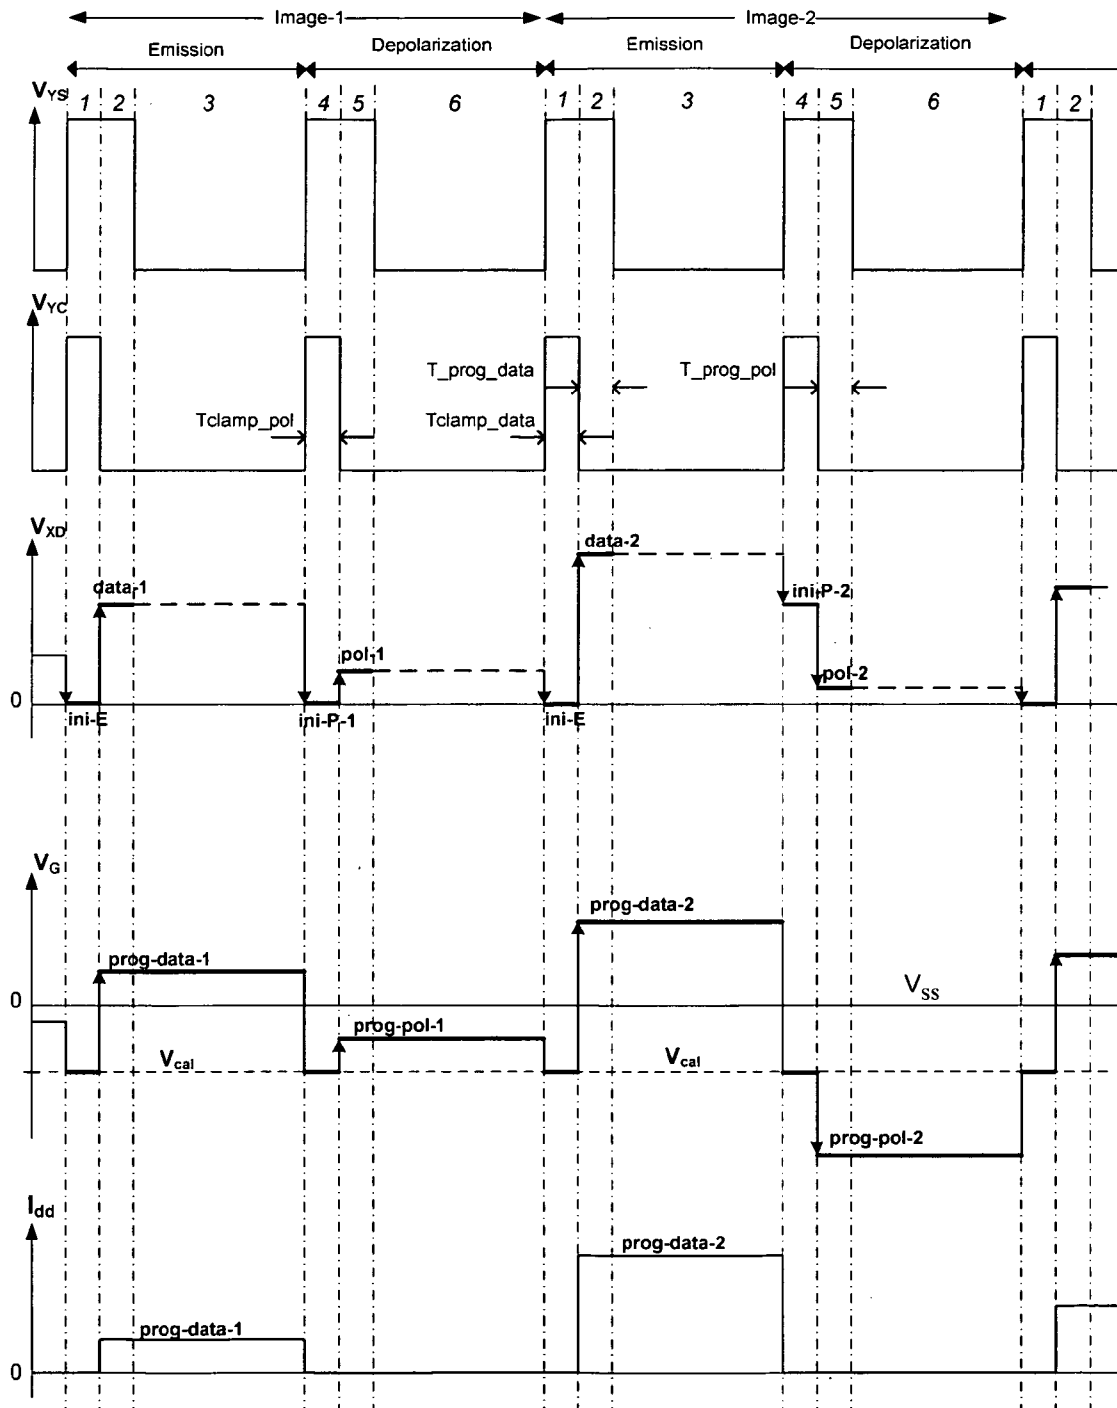 Image-1 Image-2
Emission Depolarization Emission Depolarization
V_YS 1 2 3 4 5 6 1 2 3 4 5 6 1 2
V_YC
T_prog_data T_prog_pol
Tclamp_pol Tclamp_data
V_XD
data-2
data-1 ini-P-2
pol-1
pol-2
0
ini-E ini-P-1 ini-E
V_G
prog-data-2
prog-data-1
0 V_SS
prog-pol-1
V_cal V_cal
prog-pol-2
I_dd
prog-data-2
prog-data-1
0